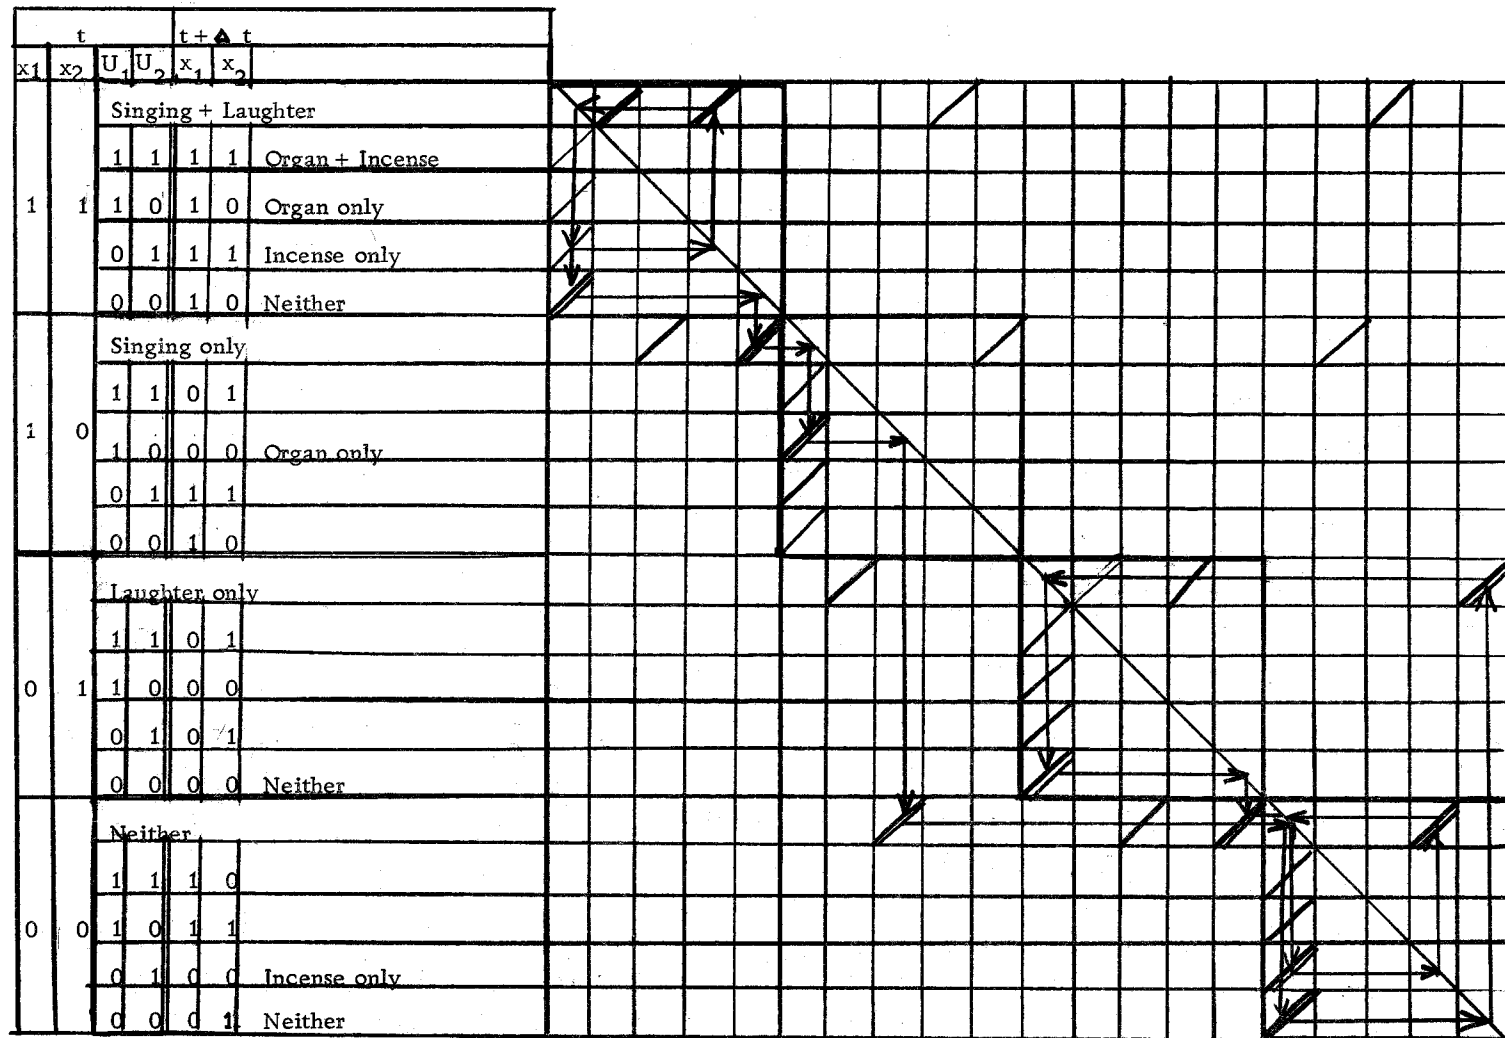 t t + Δ t
x1 x2 U1 U2 x1 x2
Singing + Laughter
1 1 1 1 Organ + Incense
1 1 1 0 1 0 Organ only
0 1 1 1 Incense only
0 0 1 0 Neither
Singing only
1 1 0 1
1 0
1 0 0 0 Organ only
0 1 1 1
0 0 1 0
Laughter only
1 1 0 1
0 1 1 0 0 0
0 1 0 1
0 0 0 0 Neither
Neither
1 1 1 0
0 0 1 0 1 1
0 1 0 0 Incense only
0 0 0 1 Neither